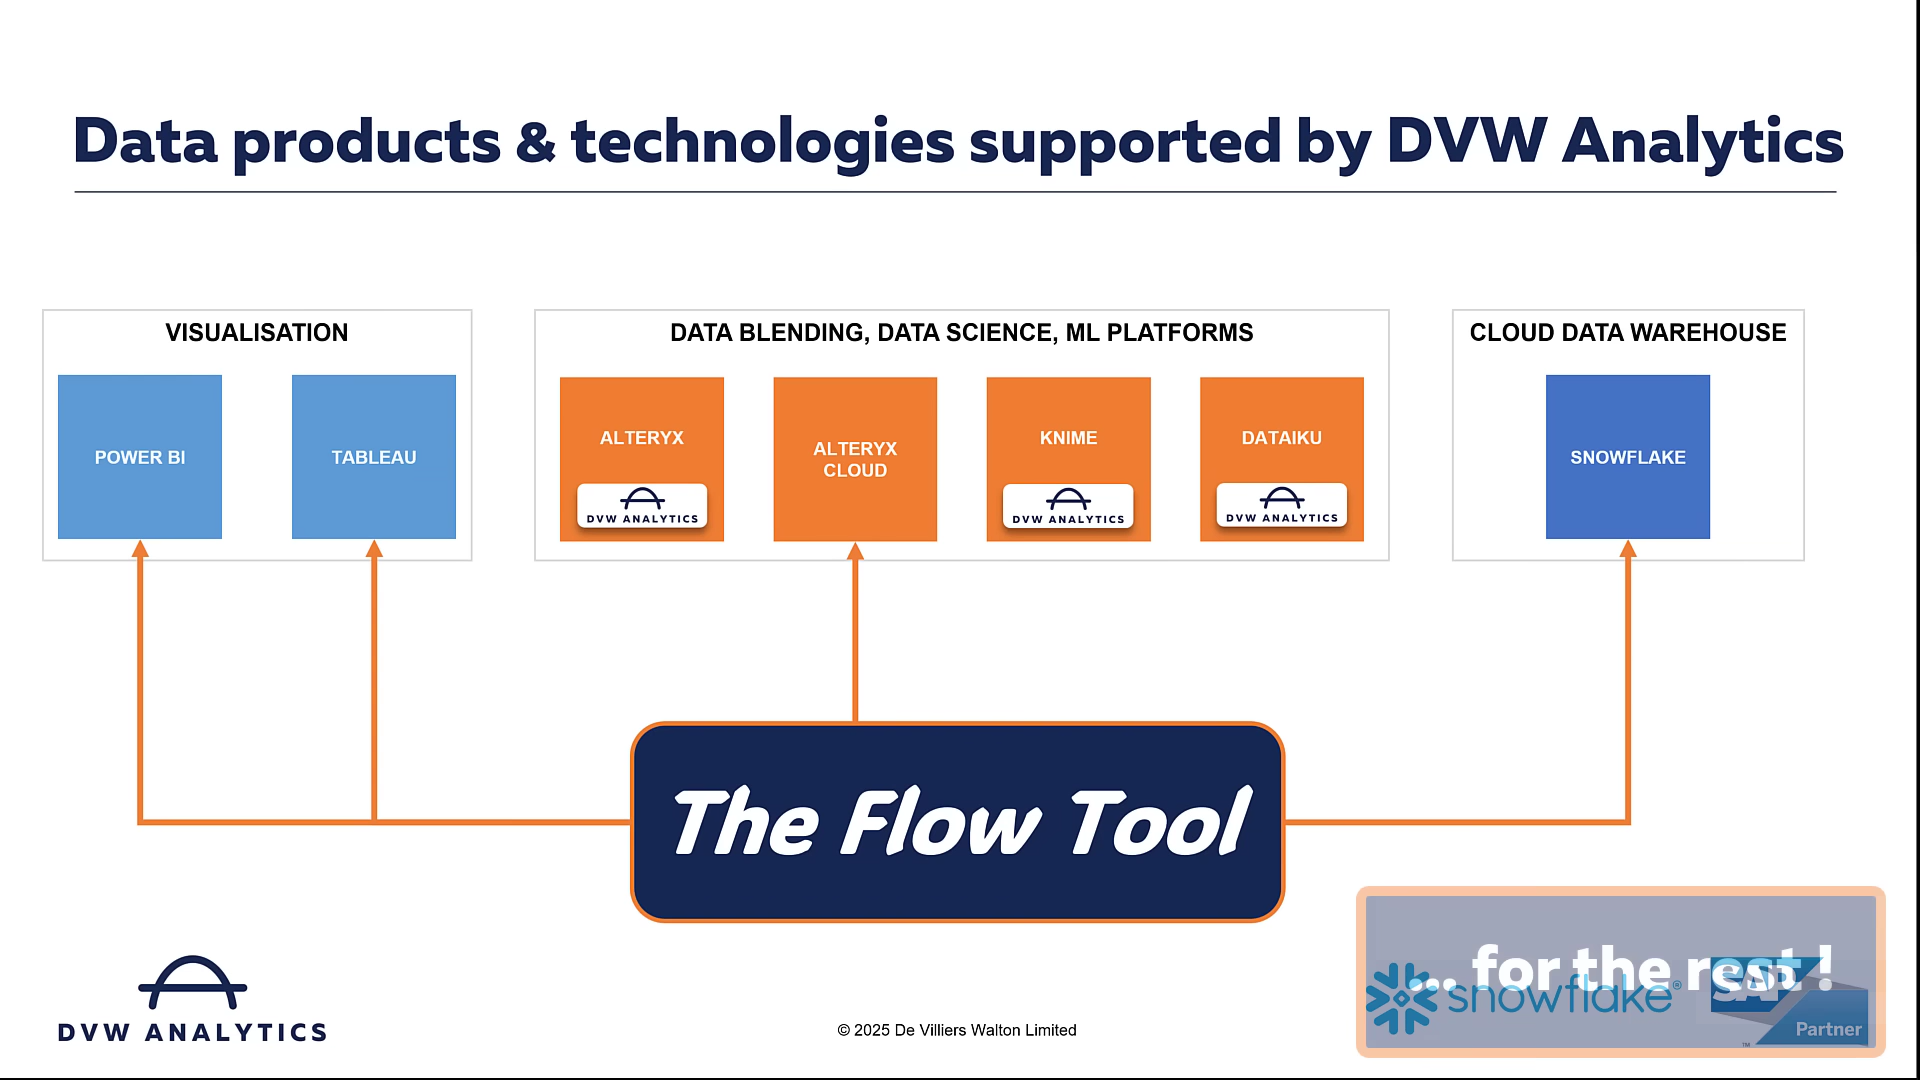 Data products & technologies supported by DVW Analytics
VISUALISATION
POWER BI
TABLEAU
DATA BLENDING, DATA SCIENCE, ML PLATFORMS
ALTERYX
DVW ANALYTICS
ALTERYX
CLOUD
KNIME
DVW ANALYTICS
DATAIKU
DVW ANALYTICS
CLOUD DATA WAREHOUSE
SNOWFLAKE
The Flow Tool
... for the rest !
snowflake®
SAP
Partner
™
DVW ANALYTICS
© 2025 De Villiers Walton Limited